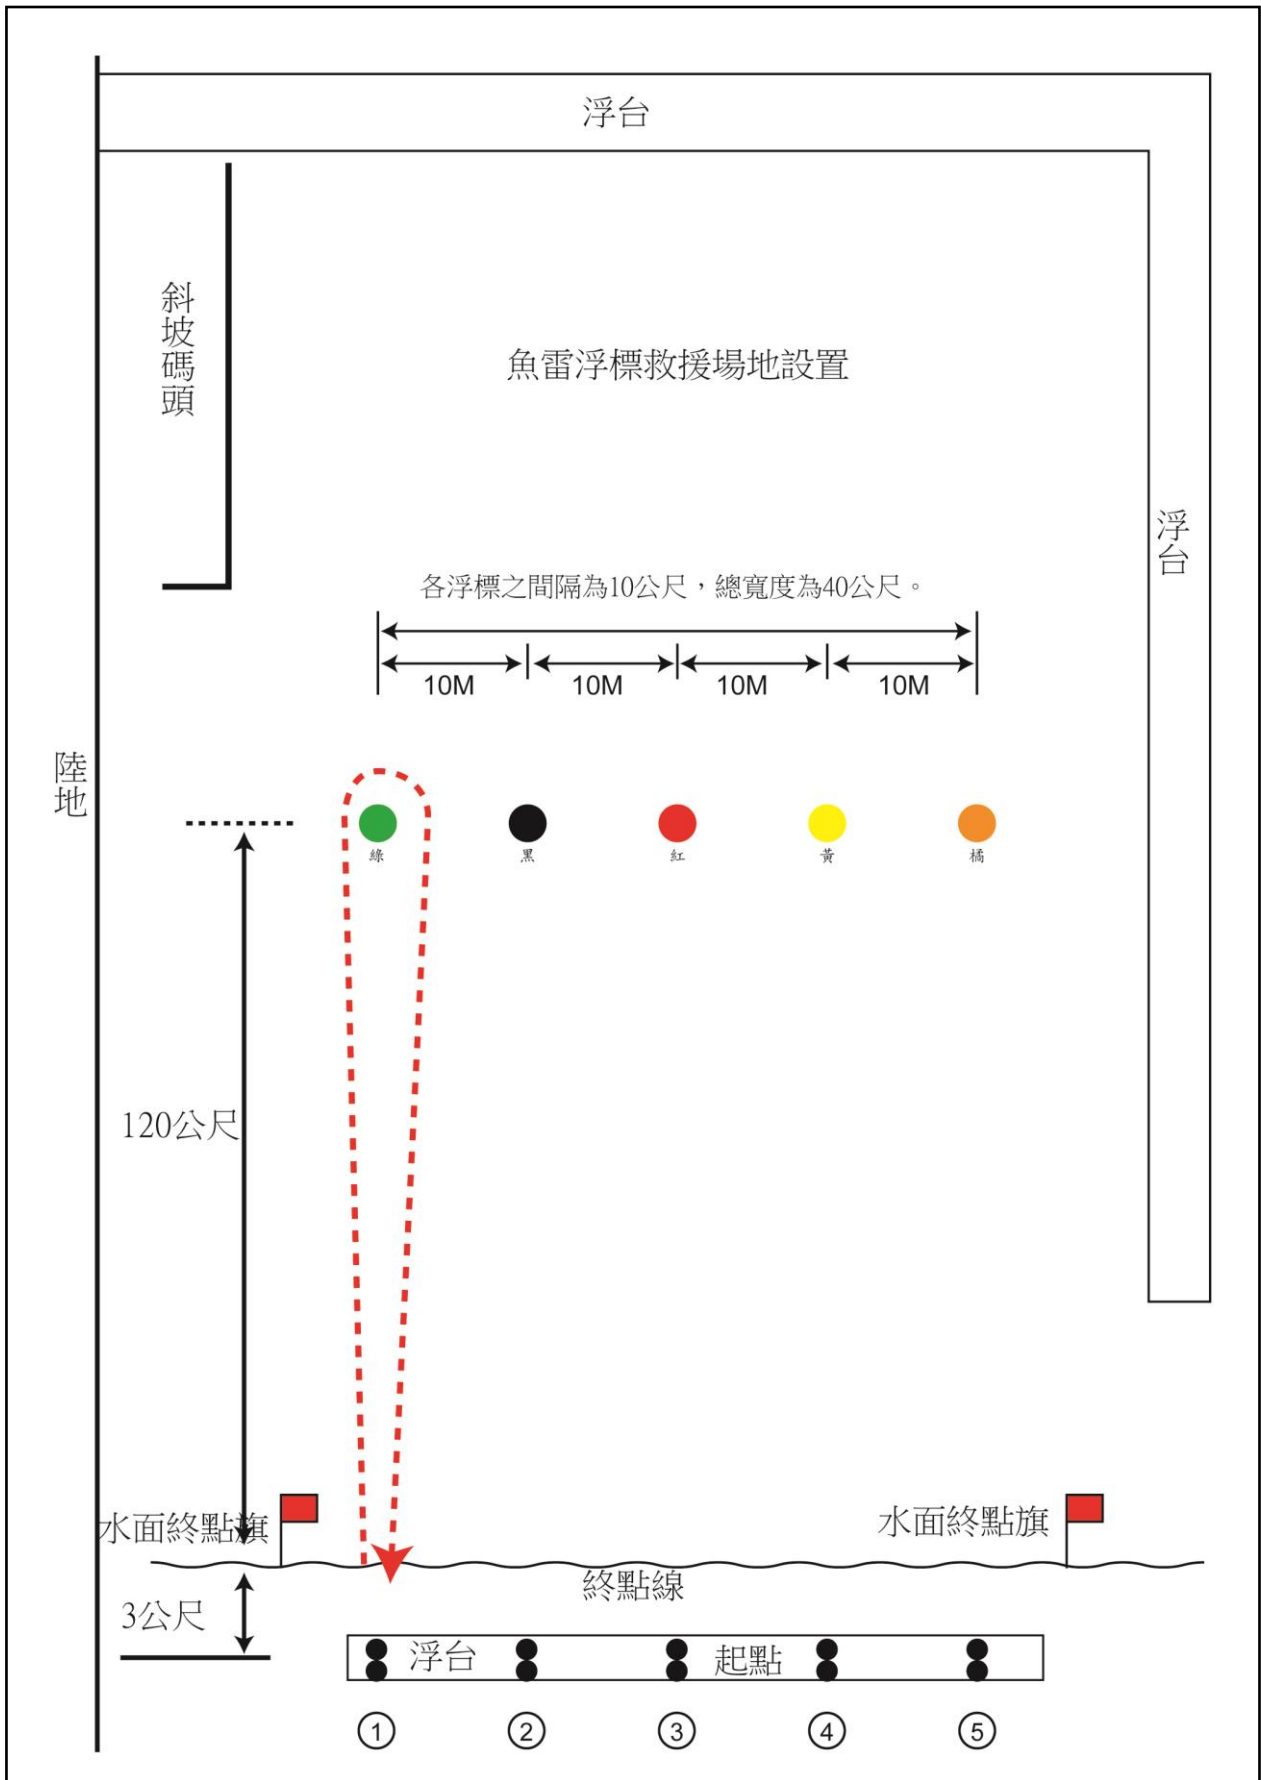 浮台
斜坡碼頭
魚雷浮標救援場地設置
浮台
各浮標之間隔為10公尺，總寬度為40公尺。
10M
10M
10M
10M
陸地
綠
黑
紅
黃
橘
120公尺
水面終點旗
水面終點旗
終點線
3公尺
浮台
起點
1
2
3
4
5